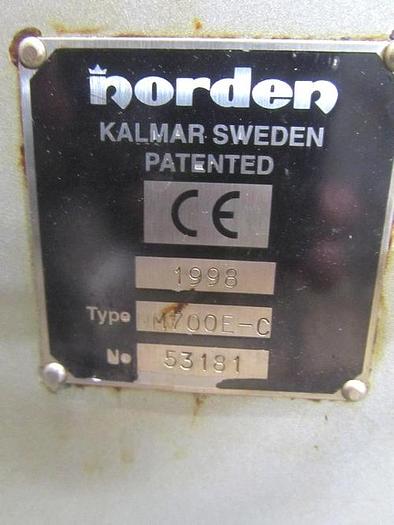 norden
KALMAR SWEDEN
PATENTED
CE
1998
Type M700E-C
No 53181